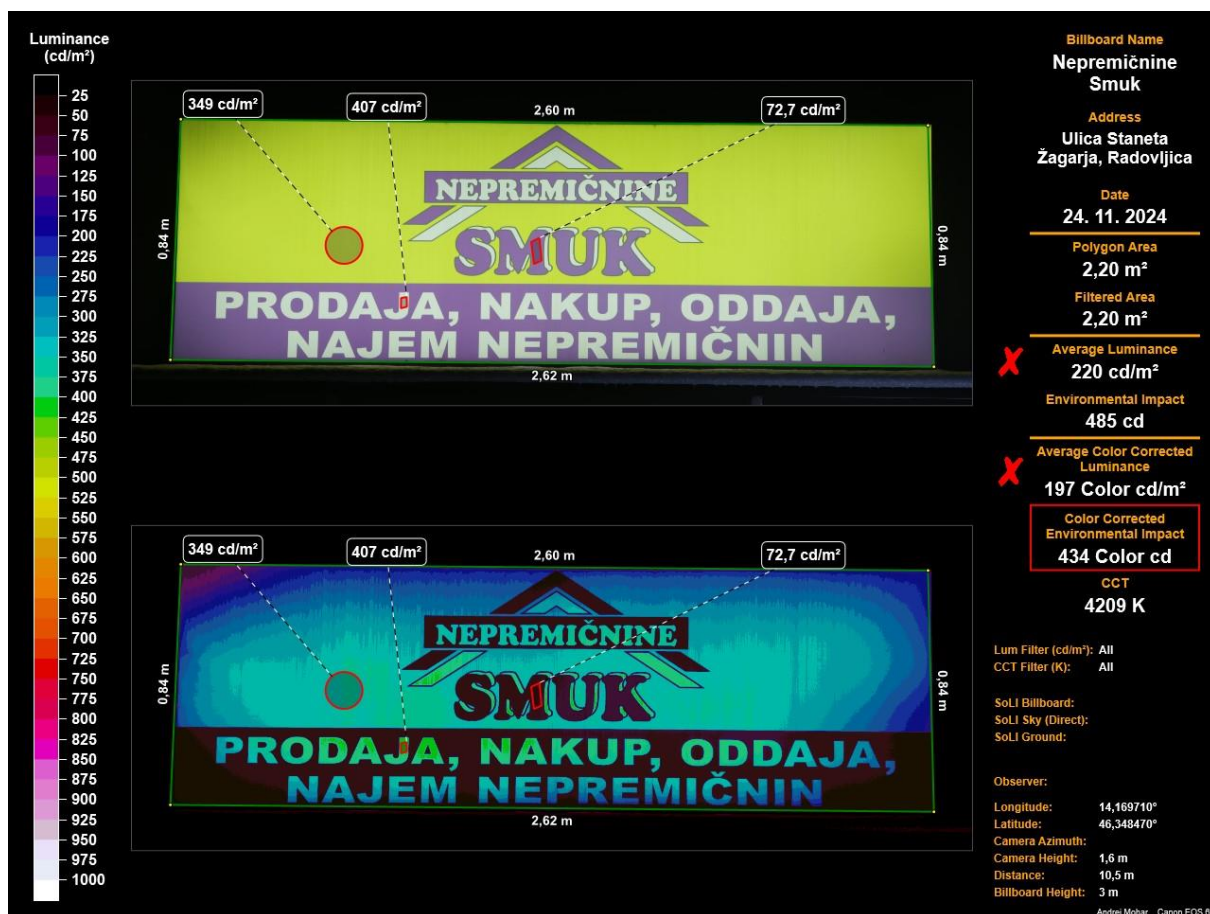 Luminance
(cd/m²)
25
50
75
100
125
150
175
200
225
250
275
300
325
350
375
400
425
450
475
500
525
550
575
600
625
650
675
700
725
750
775
800
825
850
875
900
925
950
975
1000
349 cd/m²
407 cd/m²
2,60 m
72,7 cd/m²
0,84 m
0,84 m
NEPREMIČNINE
SMUK
PRODAJA, NAKUP, ODDAJA,
NAJEM NEPREMIČNIN
2,62 m
349 cd/m²
407 cd/m²
2,60 m
72,7 cd/m²
0,84 m
0,84 m
NEPREMIČNINE
SMUK
PRODAJA, NAKUP, ODDAJA,
NAJEM NEPREMIČNIN
2,62 m
Billboard Name
Nepremičnine
Smuk
Address
Ulica Staneta
Žagarja, Radovljica
Date
24. 11. 2024
Polygon Area
2,20 m²
Filtered Area
2,20 m²
Average Luminance
220 cd/m²
Environmental Impact
485 cd
Average Color Corrected
Luminance
197 Color cd/m²
Color Corrected
Environmental Impact
434 Color cd
CCT
4209 K
Lum Filter (cd/m²): All
CCT Filter (K): All
SoLI Billboard:
SoLI Sky (Direct):
SoLI Ground:
Observer:
Longitude: 14,169710°
Latitude: 46,348470°
Camera Azimuth:
Camera Height: 1,6 m
Distance: 10,5 m
Billboard Height: 3 m
Andrej Mohar Canon EOS